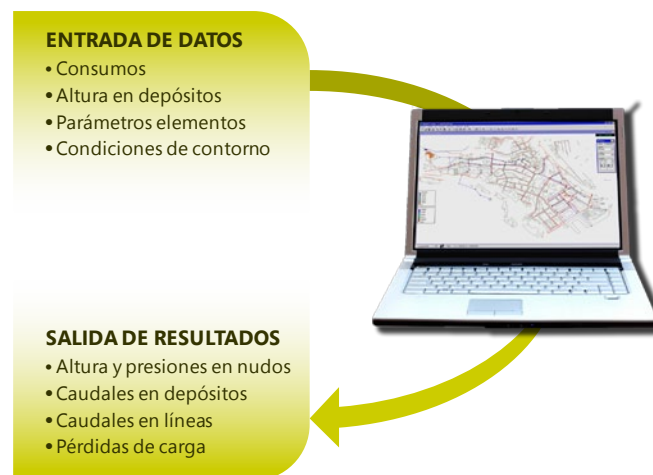 ENTRADA DE DATOS
• Consumos
• Altura en depósitos
• Parámetros elementos
• Condiciones de contorno
SALIDA DE RESULTADOS
• Altura y presiones en nudos
• Caudales en depósitos
• Caudales en líneas
• Pérdidas de carga